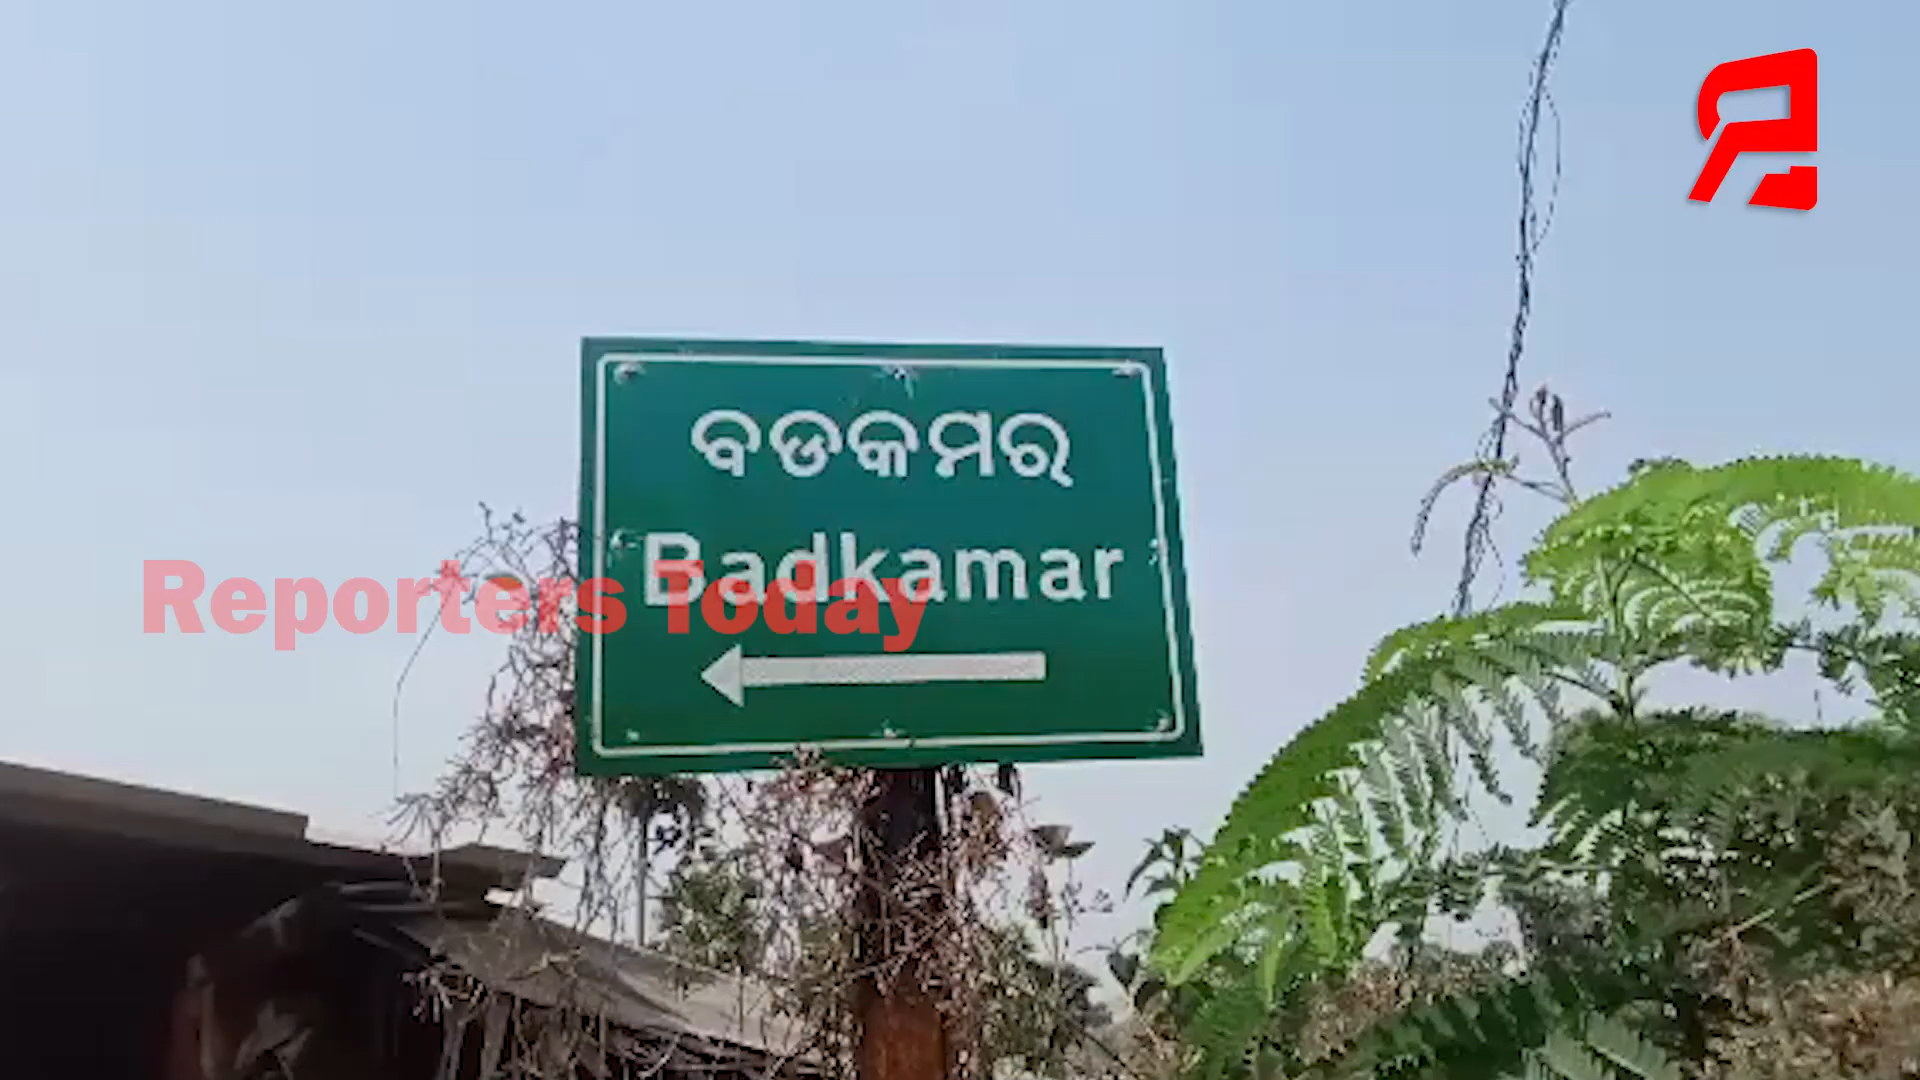 ବଡକମର
Badkamar
Reporters Today